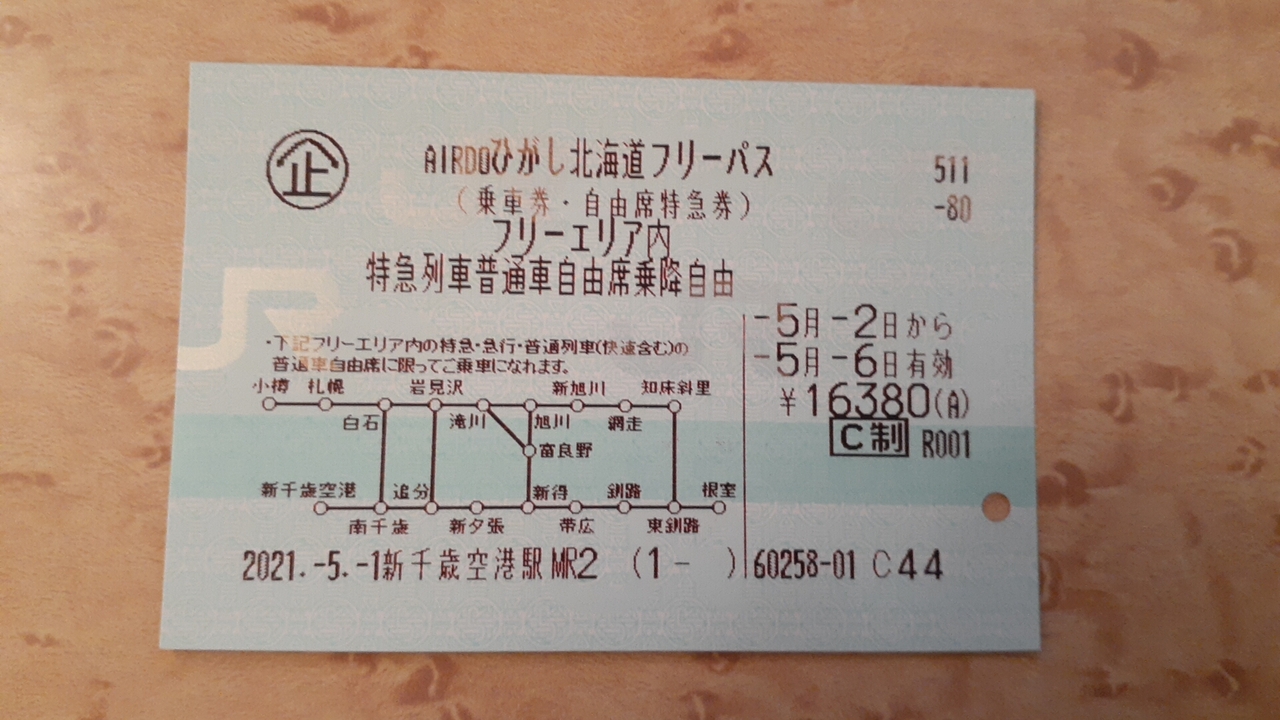 企 AIRDOひがし北海道フリーパス 511
(乗車券・自由席特急券) -80
フリーエリア内
特急列車普通車自由席乗降自由
-5月-2日から
-5月-6日有効
¥16380(A)
C制 R001
・下記フリーエリア内の特急・急行・普通列車(快速含む)の
普通車自由席に限ってご乗車になれます。
小樽 札幌 岩見沢 新旭川 知床斜里
白石 滝川 旭川 網走
富良野
新千歳空港 追分 新得 釧路 根室
南千歳 新夕張 帯広 東釧路
2021.-5.-1新千歳空港駅MR2 (1- ) 60258-01 C44
JR